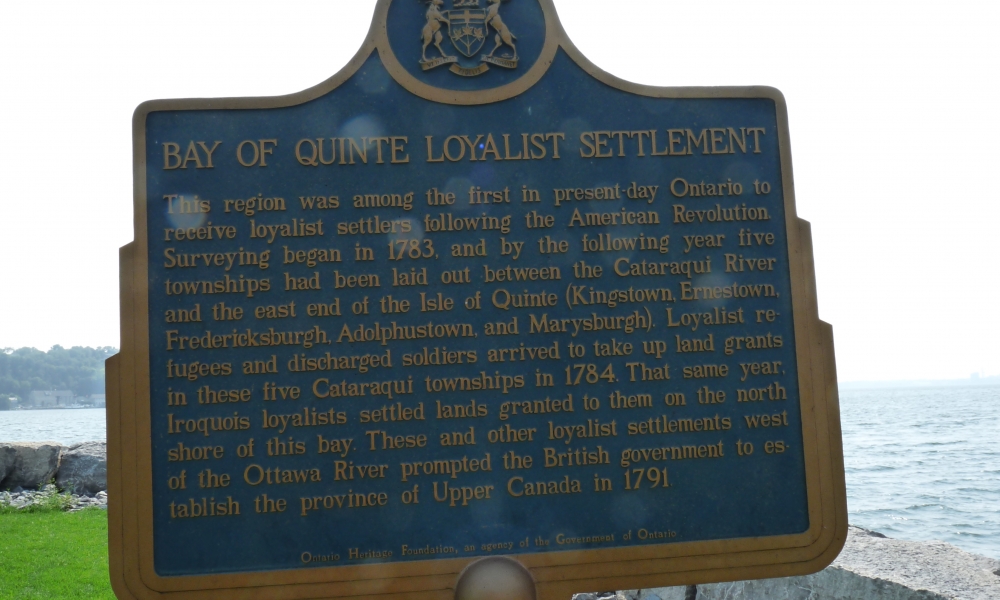 BAY OF QUINTE LOYALIST SETTLEMENT
This region was among the first in present-day Ontario to
receive loyalist settlers following the American Revolution.
Surveying began in 1783, and by the following year five
townships had been laid out between the Cataraqui River
and the east end of the Isle of Quinte (Kingstown, Ernestown,
Fredericksburgh, Adolphustown, and Marysburgh). Loyalist re-
fugees and discharged soldiers arrived to take up land grants
in these five Cataraqui townships in 1784. That same year,
Iroquois loyalists settled lands granted to them on the north
shore of this bay. These and other loyalist settlements west
of the Ottawa River prompted the British government to es-
tablish the province of Upper Canada in 1791.
Ontario Heritage Foundation, an agency of the Government of Ontario